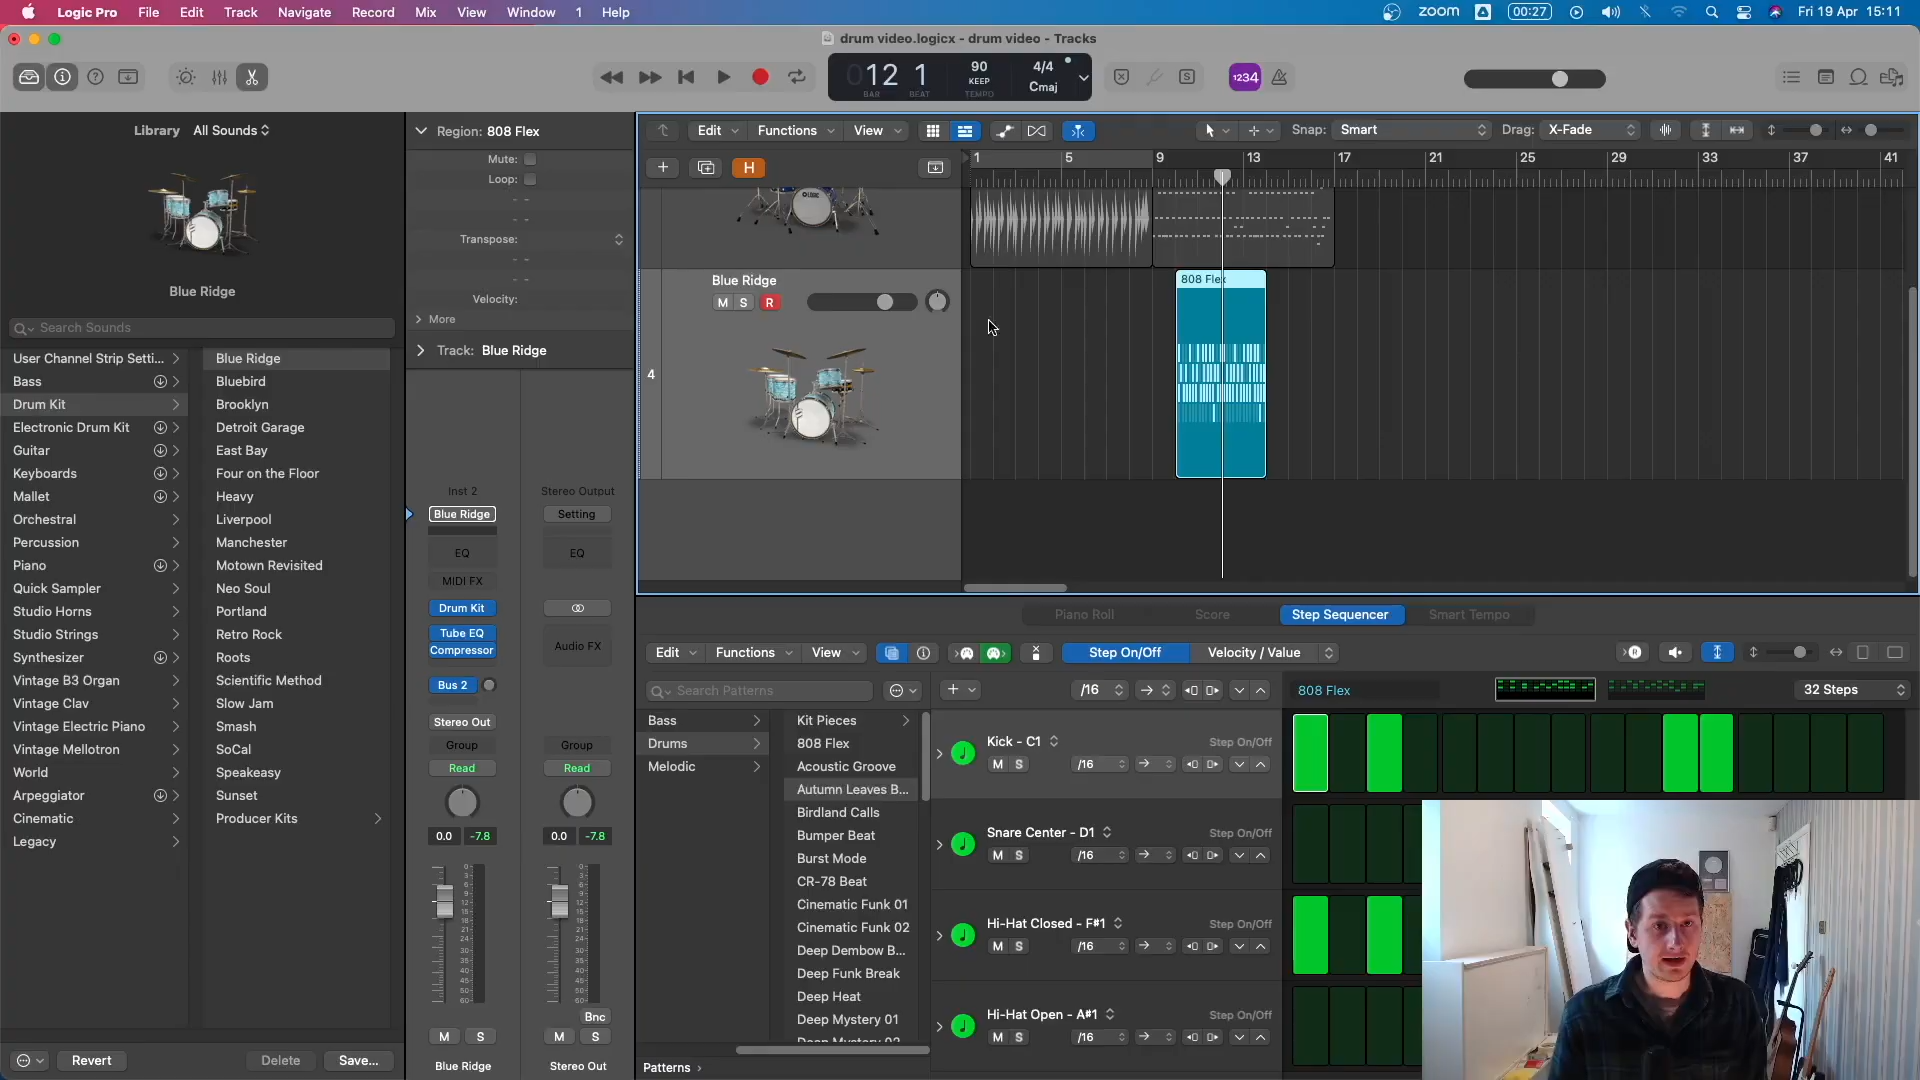 Logic Pro File Edit Track Navigate Record Mix View Window 1 Help
zoom 00:27 Fri 19 Apr 15:11
drum video.logicx - drum video - Tracks
012 1 90 4/4
KEEP Cmaj
BAR BEAT TEMPO
1234
S
Library All Sounds
Blue Ridge
Search Sounds
User Channel Strip Setti...
Bass
Drum Kit
Electronic Drum Kit
Guitar
Keyboards
Mallet
Orchestral
Percussion
Piano
Quick Sampler
Studio Horns
Studio Strings
Synthesizer
Vintage B3 Organ
Vintage Clav
Vintage Electric Piano
Vintage Mellotron
World
Arpeggiator
Cinematic
Legacy
Blue Ridge
Bluebird
Brooklyn
Detroit Garage
East Bay
Four on the Floor
Heavy
Liverpool
Manchester
Motown Revisited
Neo Soul
Portland
Retro Rock
Roots
Scientific Method
Slow Jam
Smash
SoCal
Speakeasy
Sunset
Producer Kits
Revert Delete Save...
Region: 808 Flex
Mute:
Loop:
Transpose:
Velocity:
More
Track: Blue Ridge
Inst 2 Stereo Output
Blue Ridge Setting
EQ EQ
MIDI FX
Drum Kit
Tube EQ Audio FX
Compressor
Bus 2
Stereo Out
Group Group
Read Read
0.0 -7.8 0.0 -7.8
Bnc
M S M S
Blue Ridge Stereo Out
Edit Functions View Snap: Smart Drag: X-Fade
H
1 5 9 13 17 21 25 29 33 37 41
4
Blue Ridge
M S R
808 Flex
Piano Roll Score Step Sequencer Smart Tempo
Edit Functions View Step On/Off Velocity / Value
Search Patterns
/16 808 Flex 32 Steps
Bass
Drums
Melodic
Kit Pieces
808 Flex
Acoustic Groove
Autumn Leaves B...
Birdland Calls
Bumper Beat
Burst Mode
CR-78 Beat
Cinematic Funk 01
Cinematic Funk 02
Deep Dembow B...
Deep Funk Break
Deep Heat
Deep Mystery 01
Deep Mystery 02
Patterns
Kick - C1 Step On/Off
M S /16
Snare Center - D1 Step On/Off
M S /16
Hi-Hat Closed - F#1 Step On/Off
M S /16
Hi-Hat Open - A#1 Step On/Off
M S /16